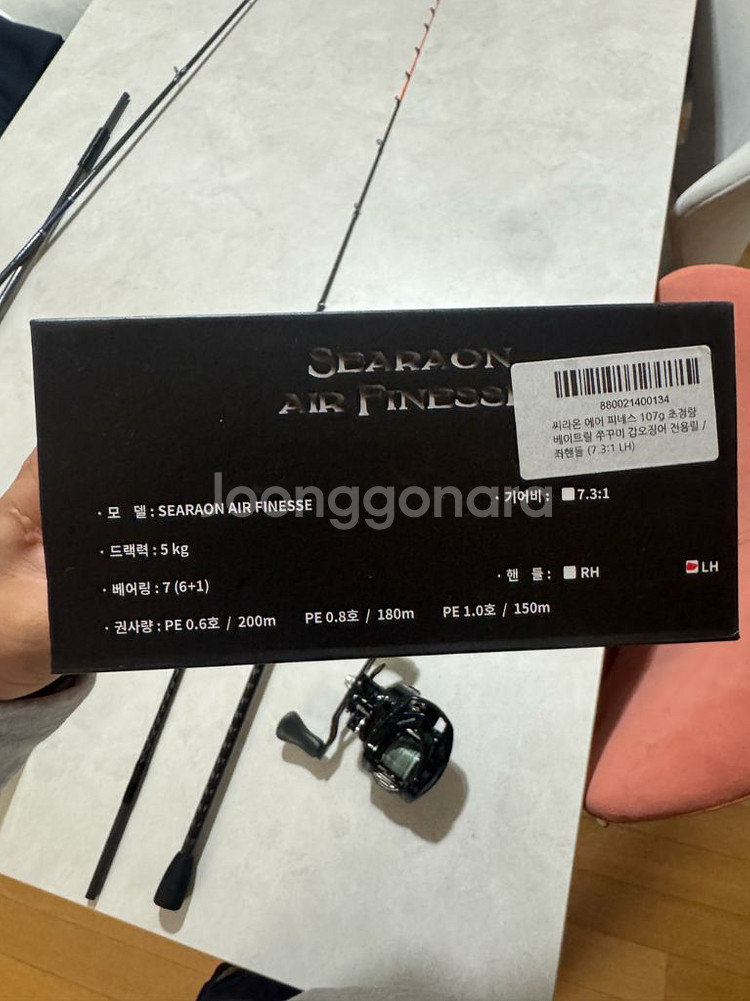 SEARAON
AIR FINESSE
880021400134
씨라온 에어 피네스 107g 초경량
베이트릴 쭈꾸미 갑오징어 전용릴 /
좌핸들 (7.3:1 LH)
loonggonara
· 모 델 : SEARAON AIR FINESSE
· 기어비 : 7.3:1
· 드랙력 : 5 kg
· 베어링 : 7 (6+1)
· 핸 들 : RH LH
· 권사량 : PE 0.6호 / 200m PE 0.8호 / 180m PE 1.0호 / 150m